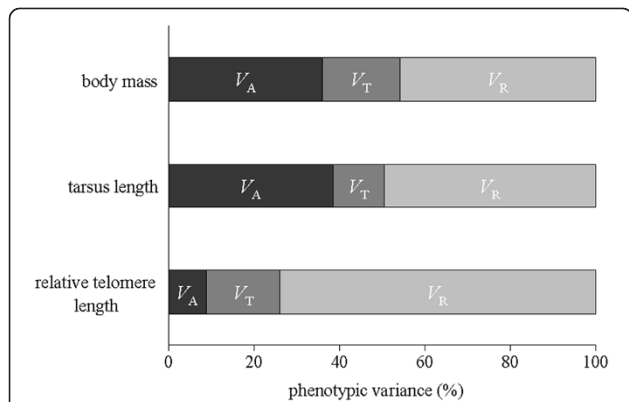 body mass
V_A V_T V_R
tarsus length
V_A V_T V_R
relative telomere
length
V_A V_T V_R
0 20 40 60 80 100
phenotypic variance (%)